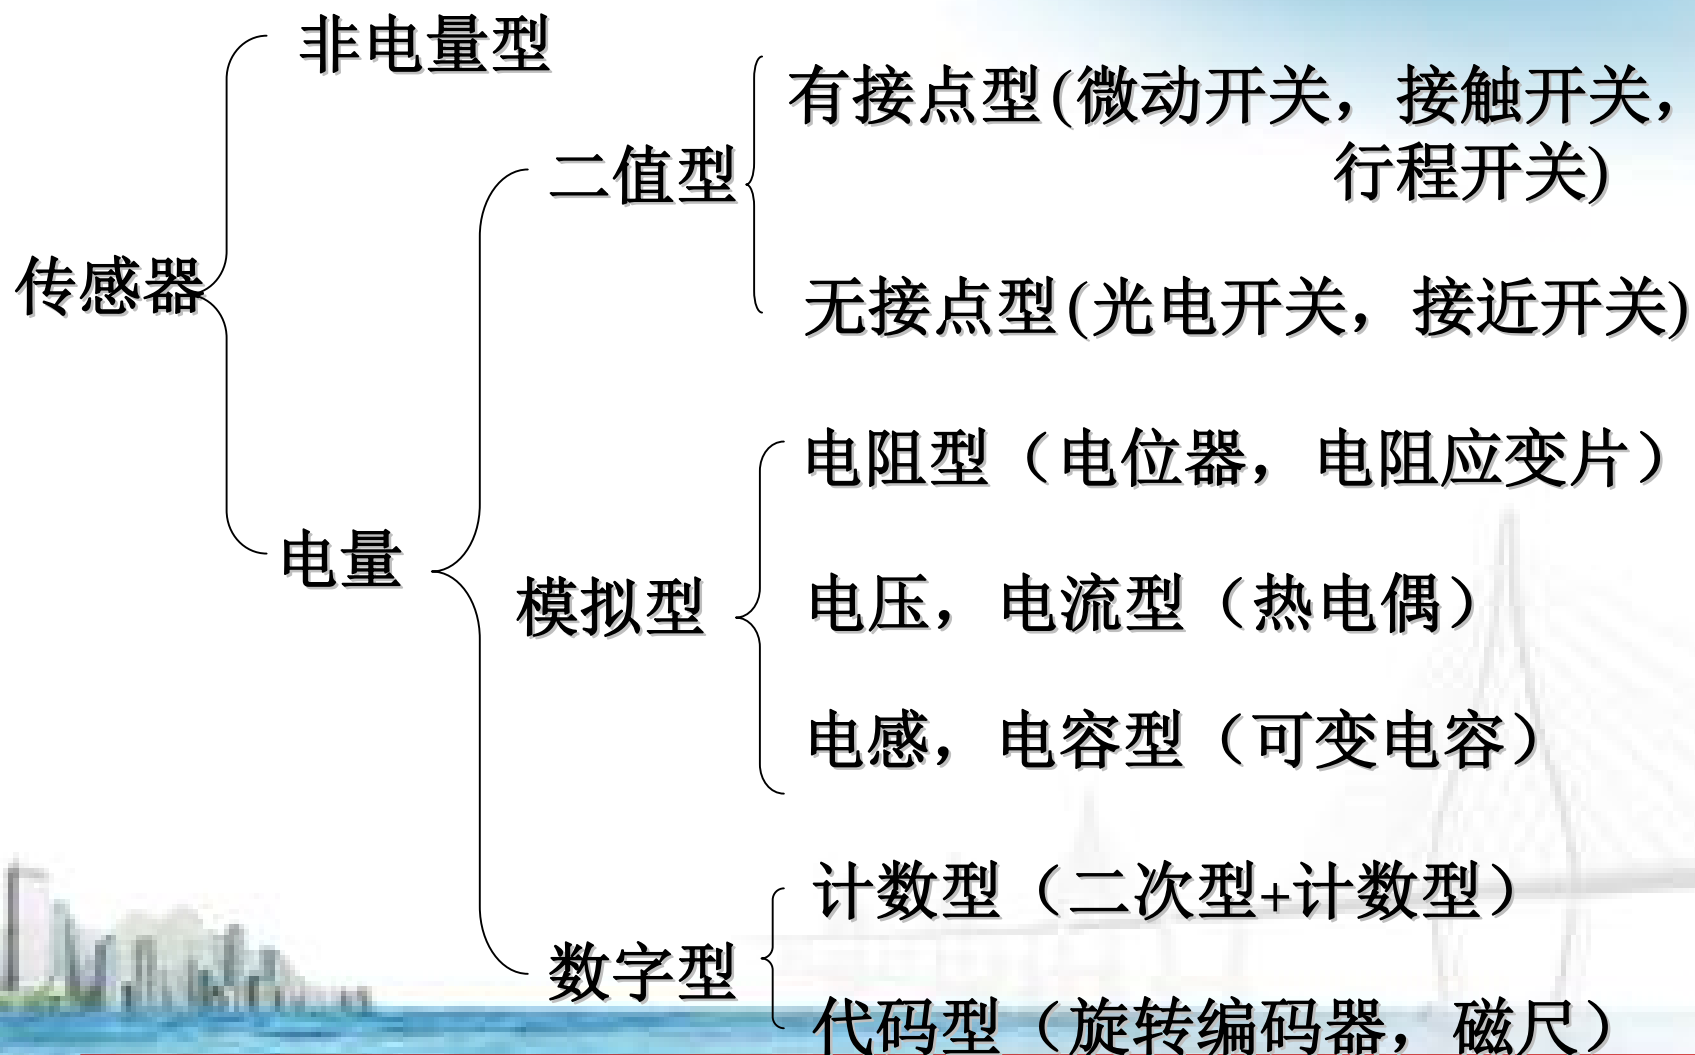 非电量型
有接点型(微动开关，接触开关，
行程开关)
二值型
传感器
无接点型(光电开关，接近开关)
电阻型（电位器，电阻应变片）
电量
模拟型
电压，电流型（热电偶）
电感，电容型（可变电容）
计数型（二次型+计数型）
数字型
代码型（旋转编码器，磁尺）